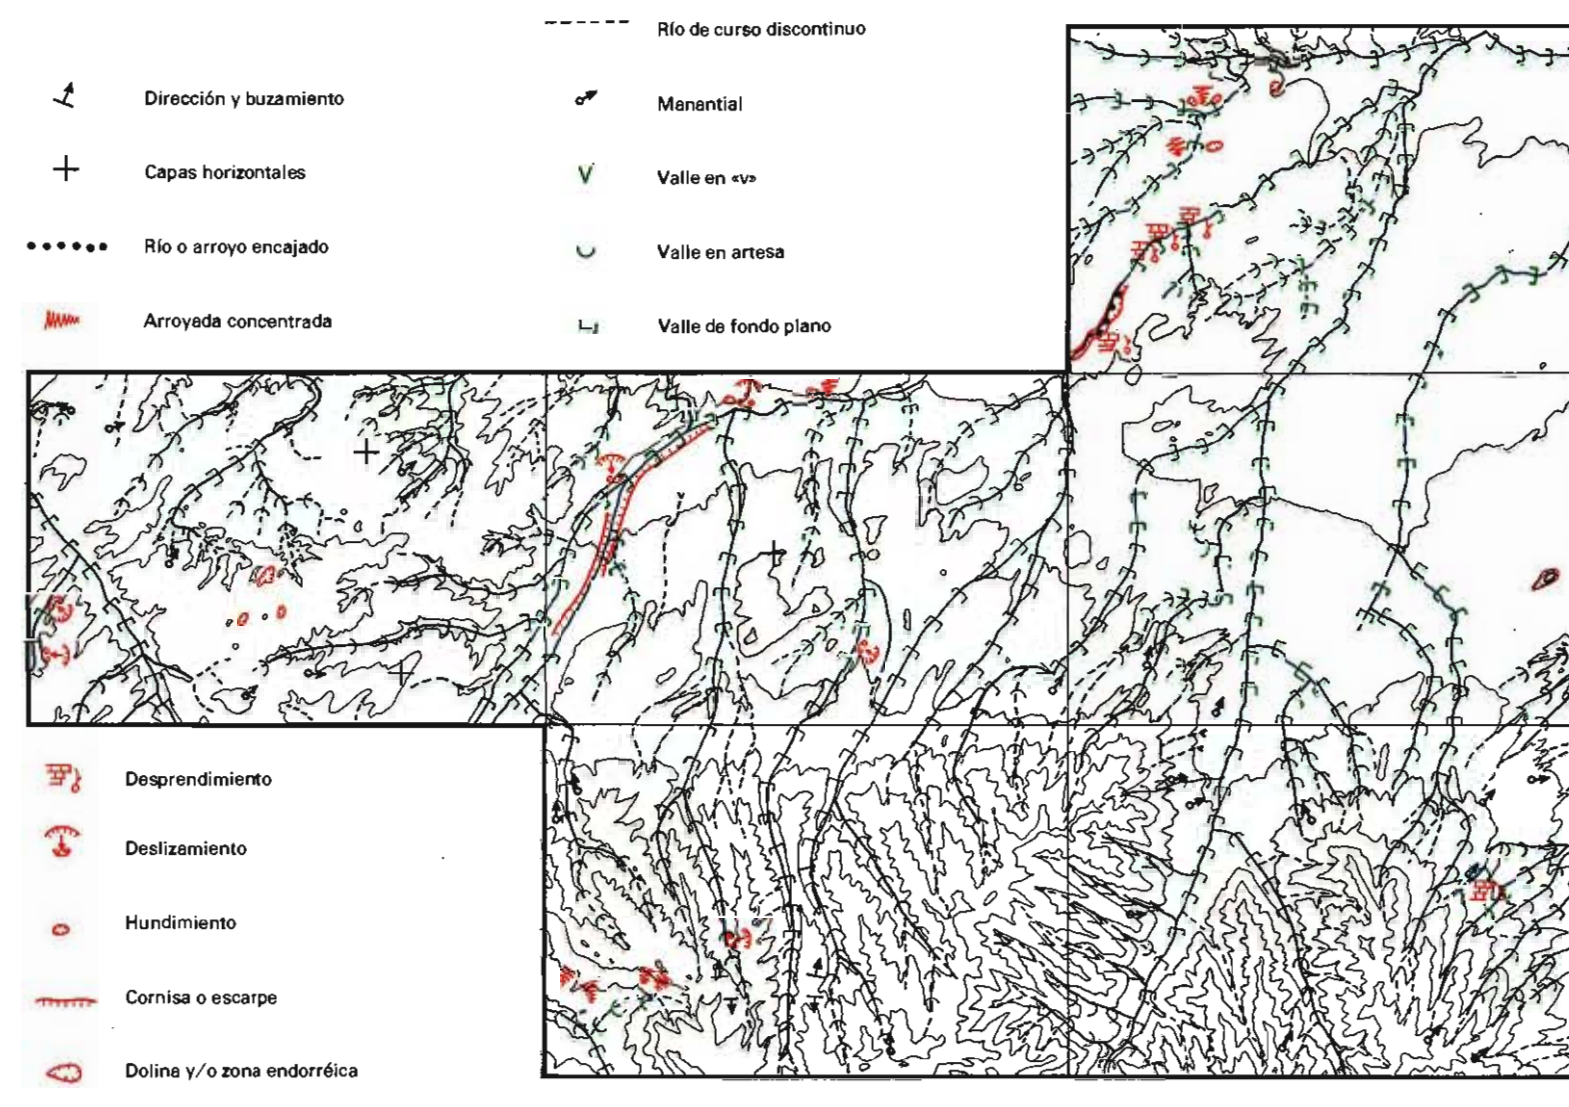 Río de curso discontinuo
Dirección y buzamiento
Manantial
Capas horizontales
Valle en «v»
Río o arroyo encajado
Valle en artesa
Arroyada concentrada
Valle de fondo plano
Desprendimiento
Deslizamiento
Hundimiento
Cornisa o escarpe
Dolina y/o zona endorréica